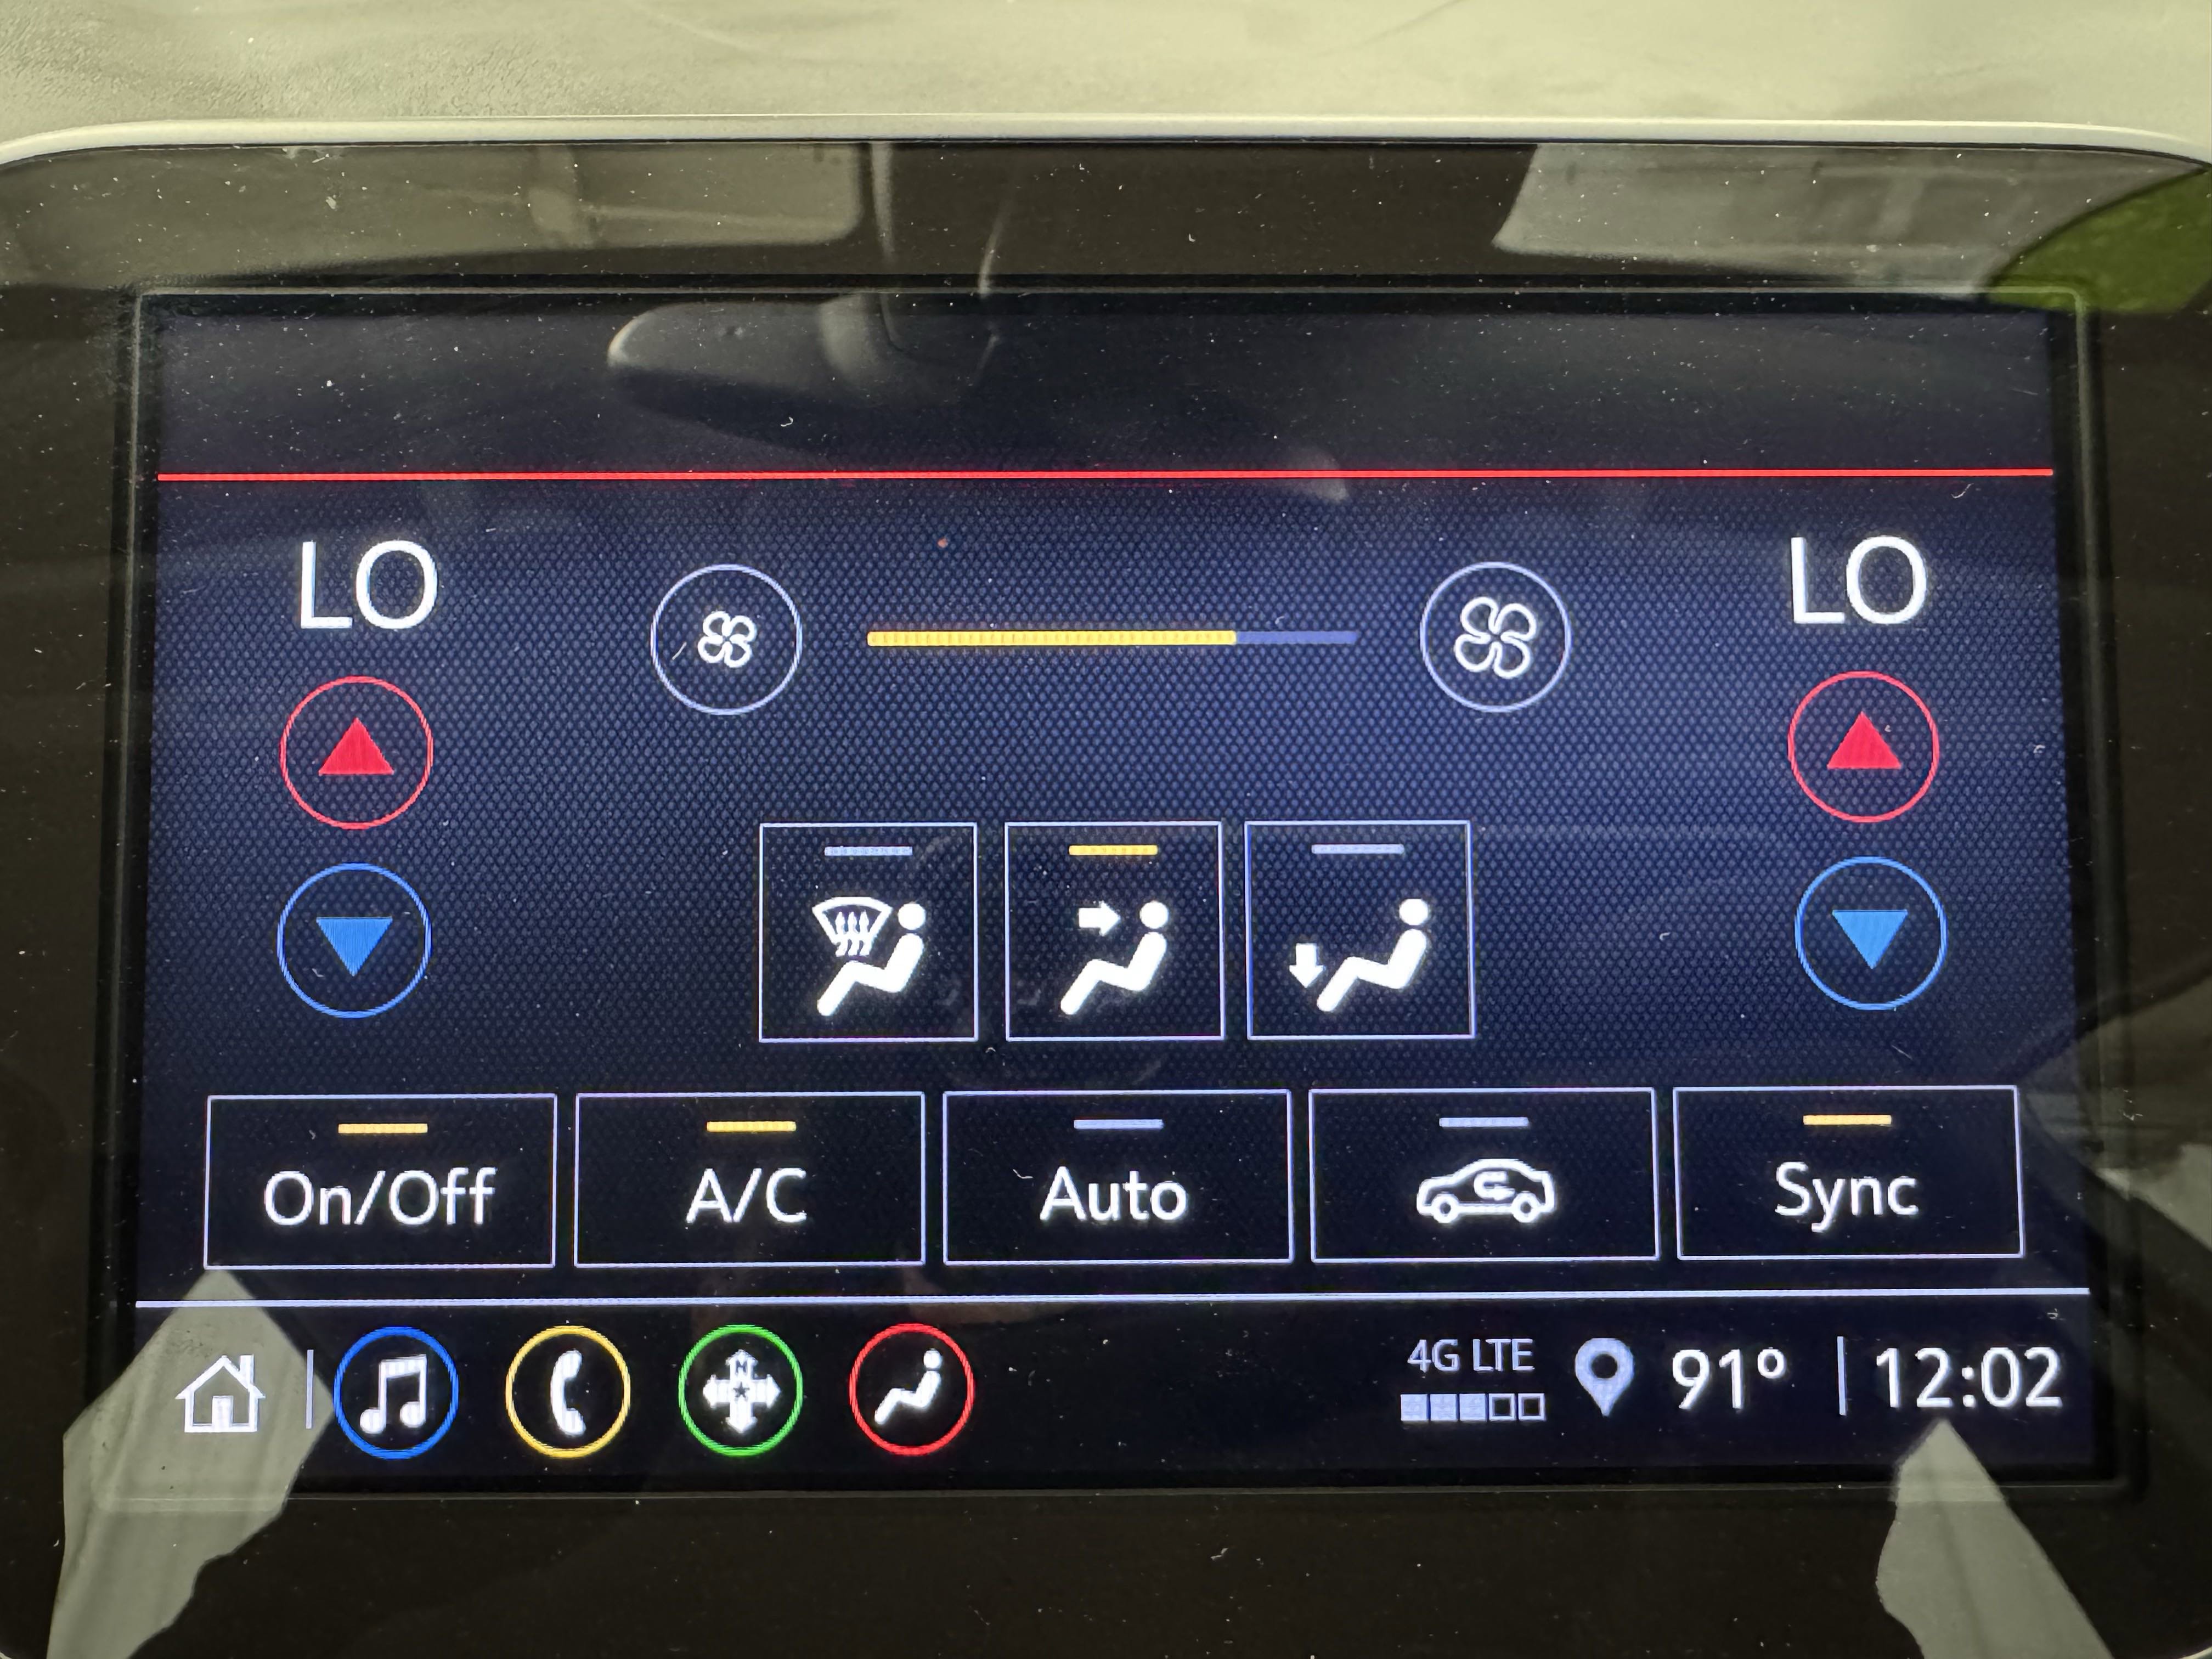 LO LO
On/Off A/C Auto Sync
4G LTE
N
91° 12:02